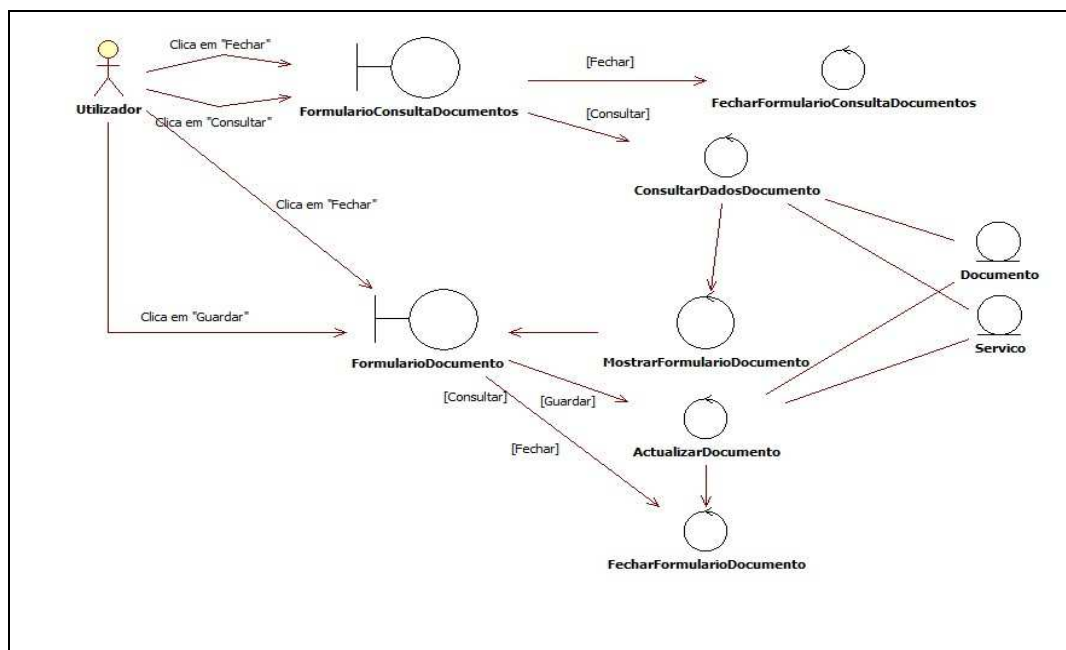 Clica em "Fechar"
[Fechar]
Utilizador
FormularioConsultaDocumentos
FecharFormularioConsultaDocumentos
Clica em "Consultar"
[Consultar]
ConsultarDadosDocumento
Clica em "Fechar"
Documento
Clica em "Guardar"
FormularioDocumento
MostrarFormularioDocumento
Servico
[Consultar]
[Guardar]
[Fechar]
ActualizarDocumento
FecharFormularioDocumento